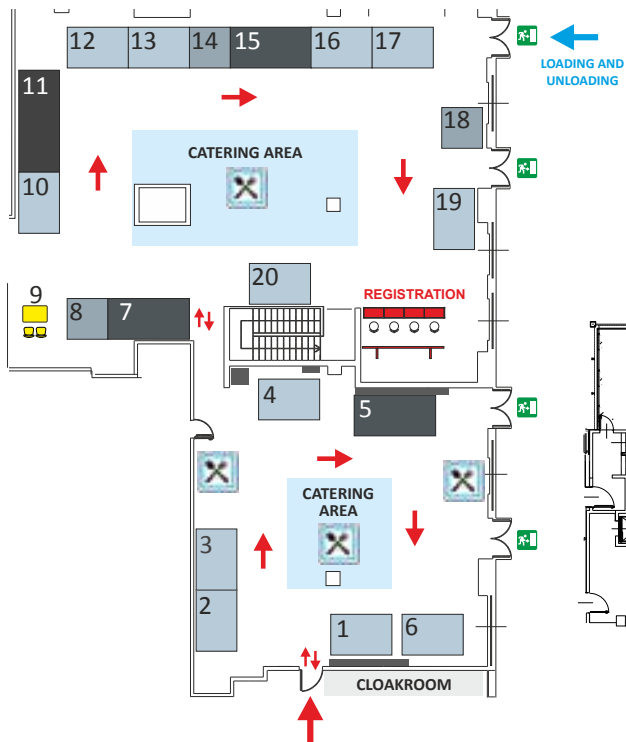 12 13 14 15 16 17
LOADING AND
UNLOADING
11
18
CATERING AREA
10
19
20
9
REGISTRATION
8 7
4
5
CATERING
AREA
3
2
1 6
CLOAKROOM